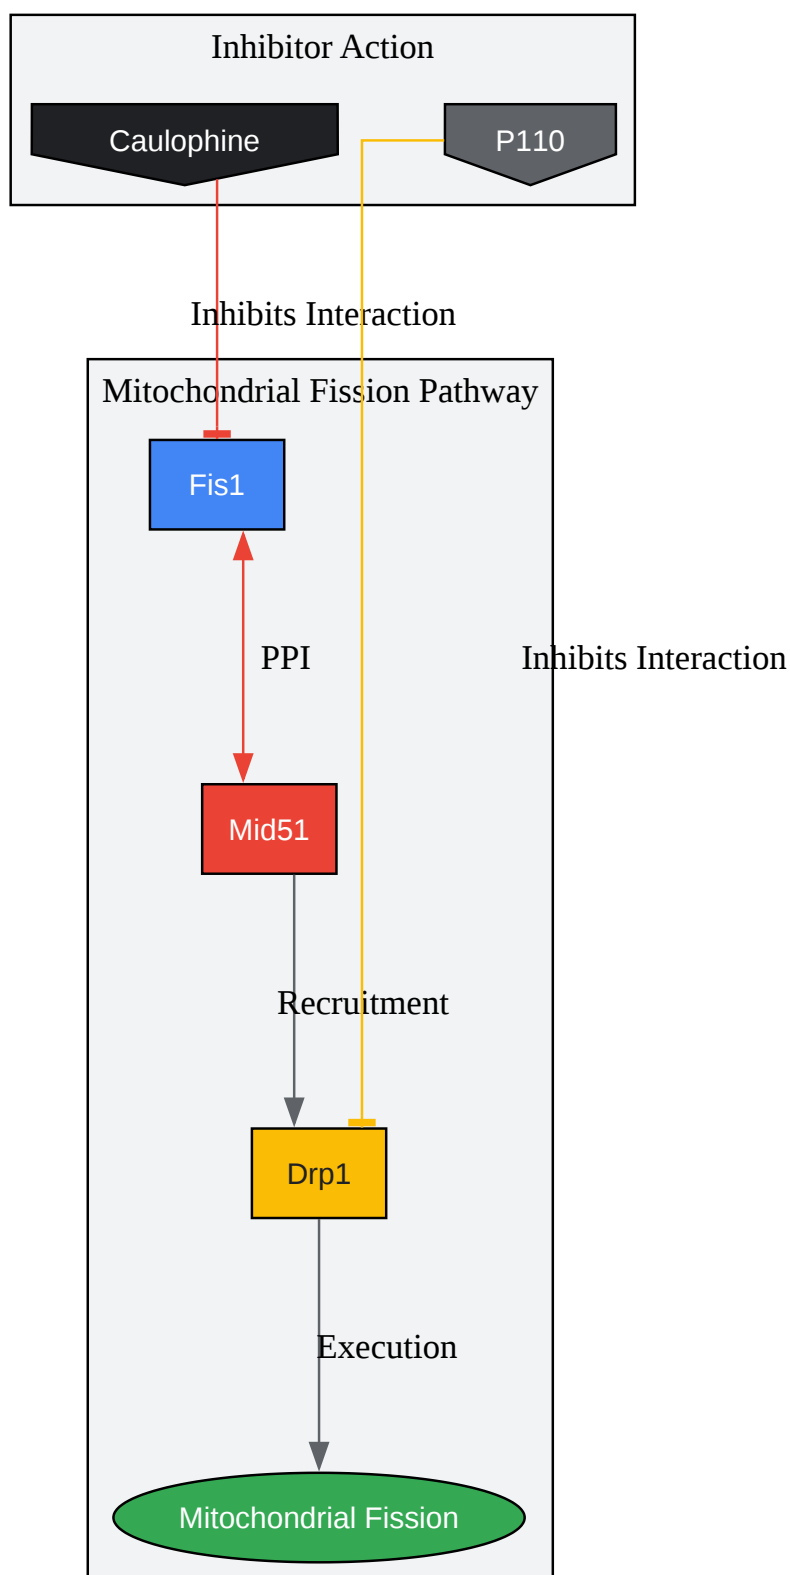 Inhibitor Action
Caulophine
P110
Inhibits Interaction
Mitochondrial Fission Pathway
Fis1
PPI
Inhibits Interaction
Mid51
Recruitment
Drp1
Execution
Mitochondrial Fission